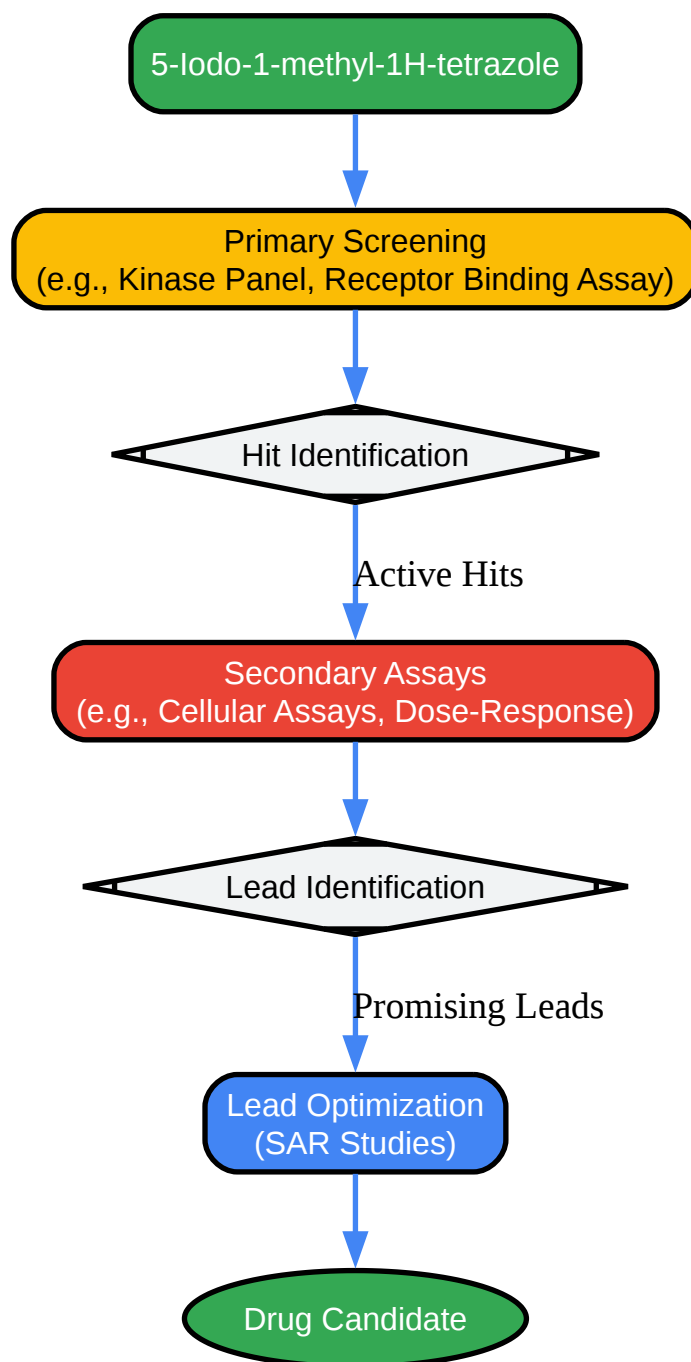 5-Iodo-1-methyl-1H-tetrazole
Primary Screening
(e.g., Kinase Panel, Receptor Binding Assay)
Hit Identification
Active Hits
Secondary Assays
(e.g., Cellular Assays, Dose-Response)
Lead Identification
Promising Leads
Lead Optimization
(SAR Studies)
Drug Candidate